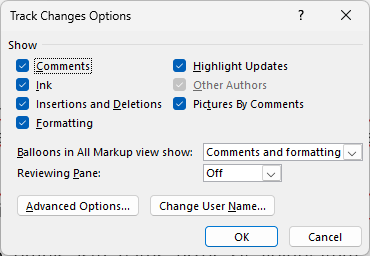 Track Changes Options
?
Show
Comments
Highlight Updates
Ink
Other Authors
Insertions and Deletions
Pictures By Comments
Formatting
Balloons in All Markup view show: Comments and formatting
Reviewing Pane: Off
Advanced Options... Change User Name...
OK Cancel